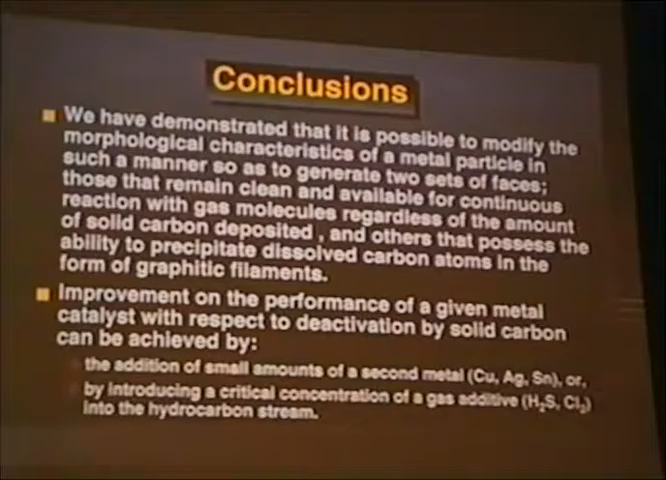 Conclusions
We have demonstrated that it is possible to modify the
morphological characteristics of a metal particle in
such a manner so as to generate two sets of faces;
those that remain clean and available for continuous
reaction with gas molecules regardless of the amount
of solid carbon deposited , and others that possess the
ability to precipitate dissolved carbon atoms in the
form of graphitic filaments.
Improvement on the performance of a given metal
catalyst with respect to deactivation by solid carbon
can be achieved by:
the addition of small amounts of a second metal (Cu, Ag, Sn), or,
by introducing a critical concentration of a gas additive (H₂S, Cl₂)
into the hydrocarbon stream.